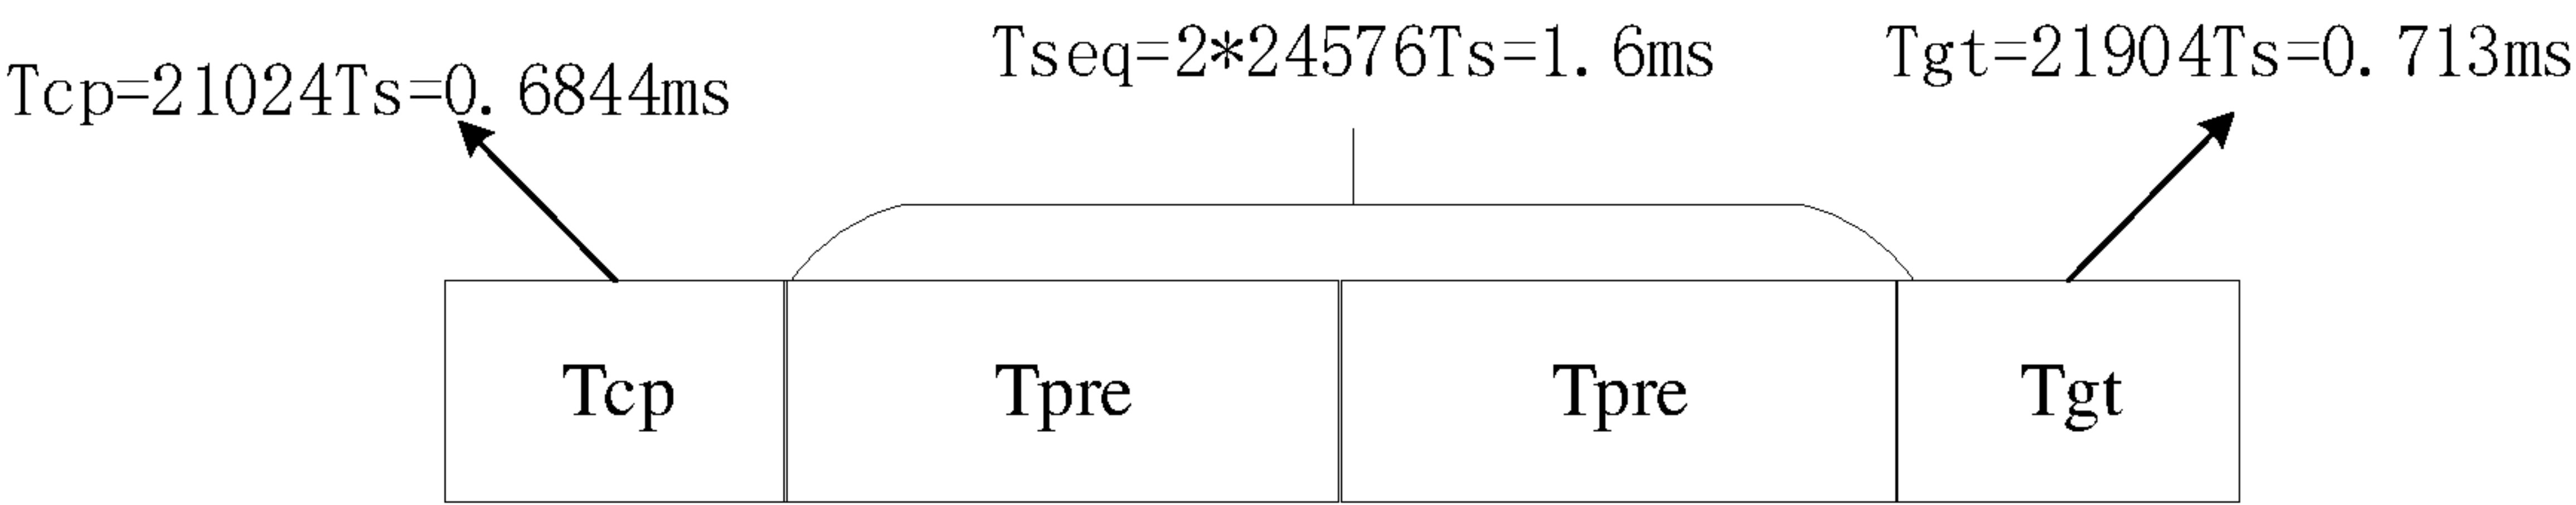 Tcp=21024Ts=0.6844ms
Tseq=2*24576Ts=1.6ms
Tgt=21904Ts=0.713ms
Tcp
Tpre
Tpre
Tgt